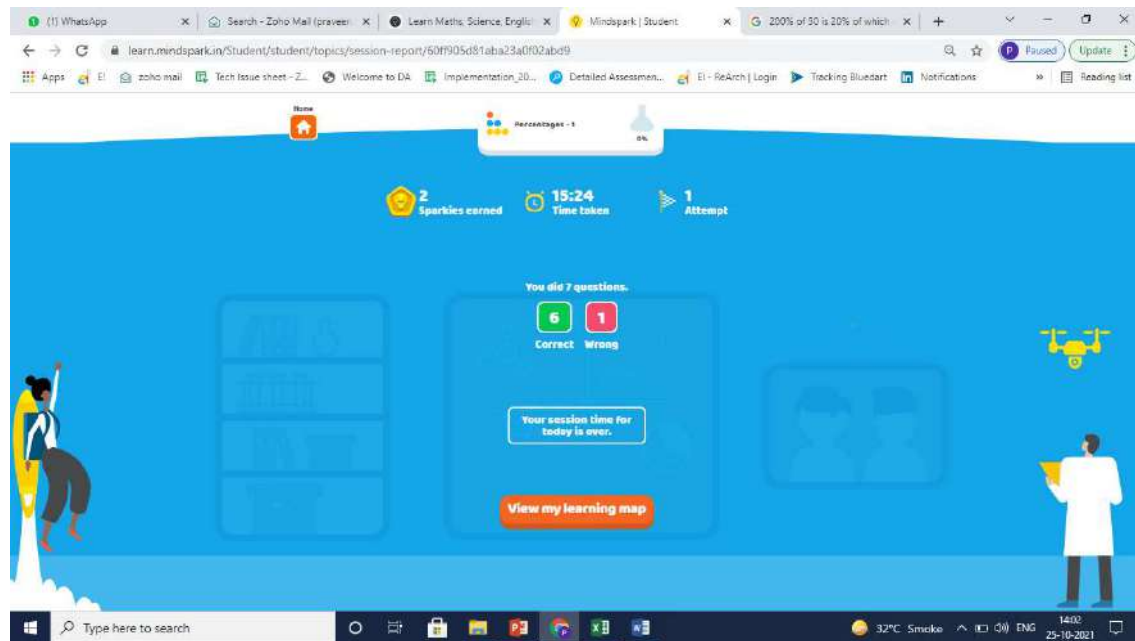 (1) WhatsApp
Search - Zoho Mail (praveen
Learn Maths, Science, Englis
Mindspark | Student
200% of 30 is 20% of which
learn.mindspark.in/Student/student/topics/session-report/60ff905d81aba23a0f02abd9
Paused
Update
Apps
E!
zoho mail
Tech Issue sheet - Z...
Welcome to DA
Implementation_20...
Detailed Assessmen...
EI - ReArch | Login
Tracking Bluedart
Notifications
Reading list
Home
Percentages - 1
0%
2
Sparkies earned
15:24
Time taken
1
Attempt
You did 7 questions.
6
1
Correct
Wrong
Your session time for
today is over.
View my learning map
Type here to search
32°C Smoke
ENG
14:02
25-10-2021